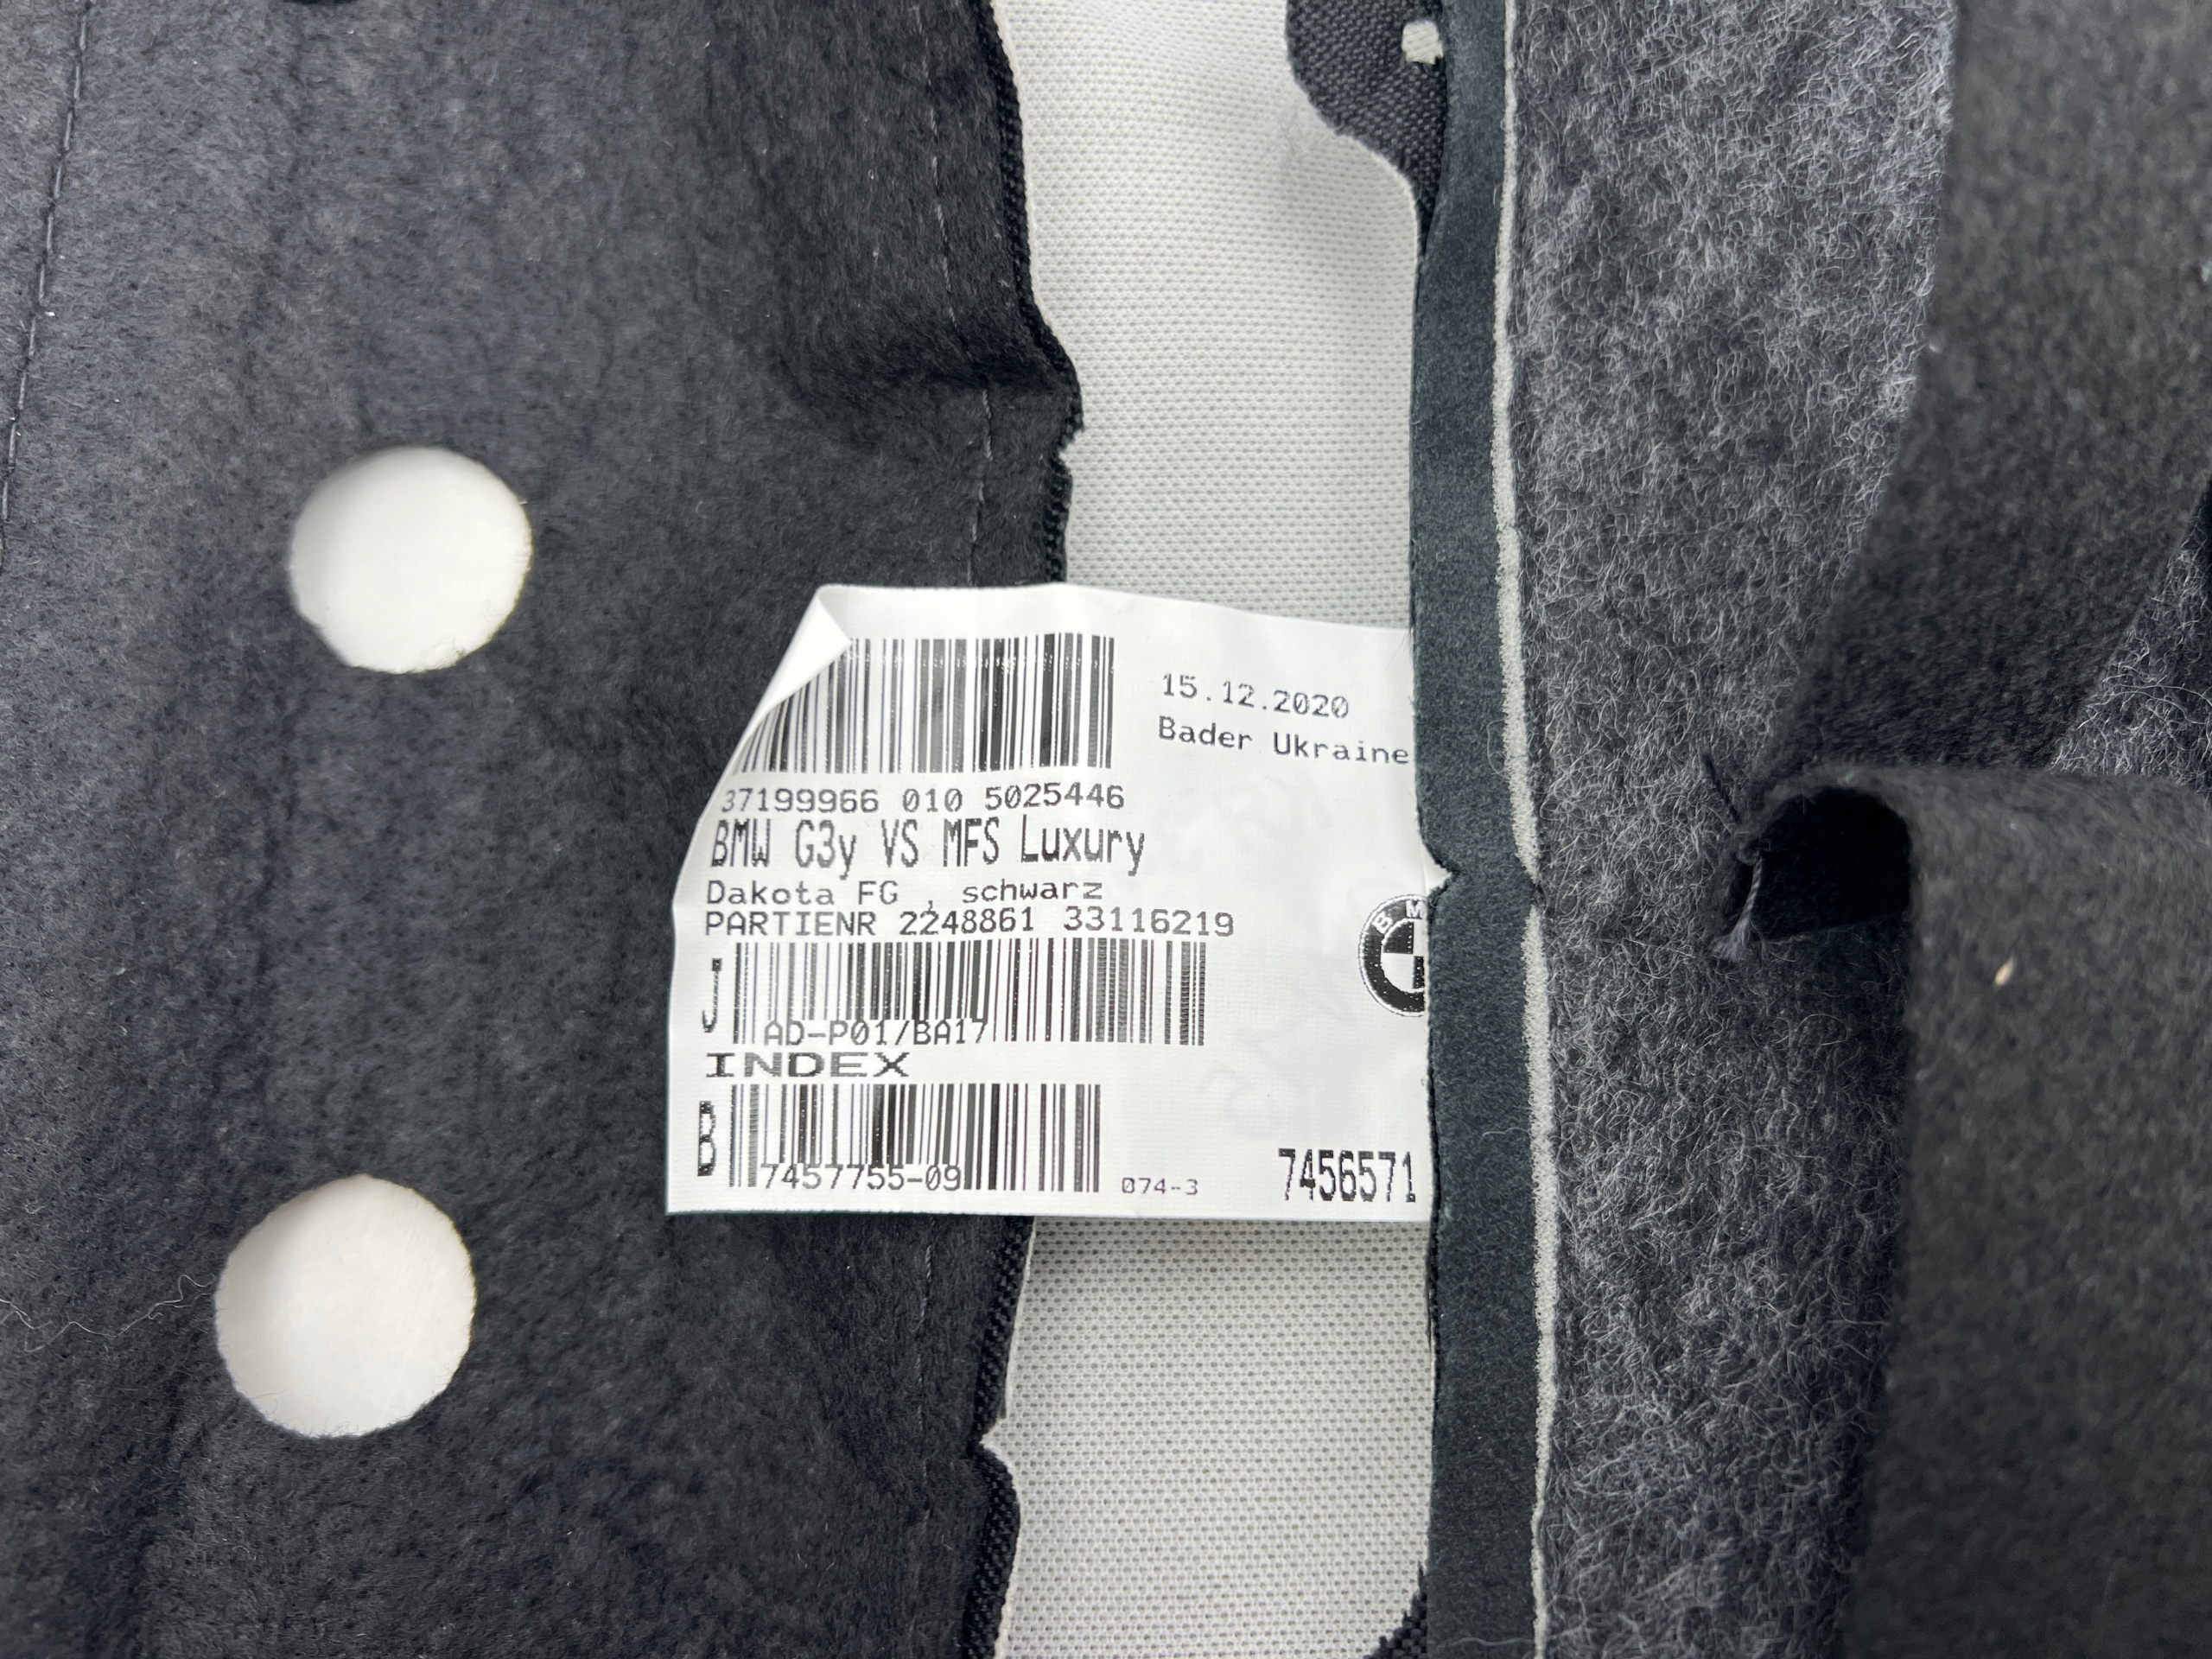 15.12.2020
Bader Ukraine
37199966 010 5025446
BMW G3y VS MFS Luxury
Dakota FG , schwarz
PARTIENR 2248861 33116219
J
AD-P01/BA17
INDEX
B M
B
7457755-09
074-3
7456571